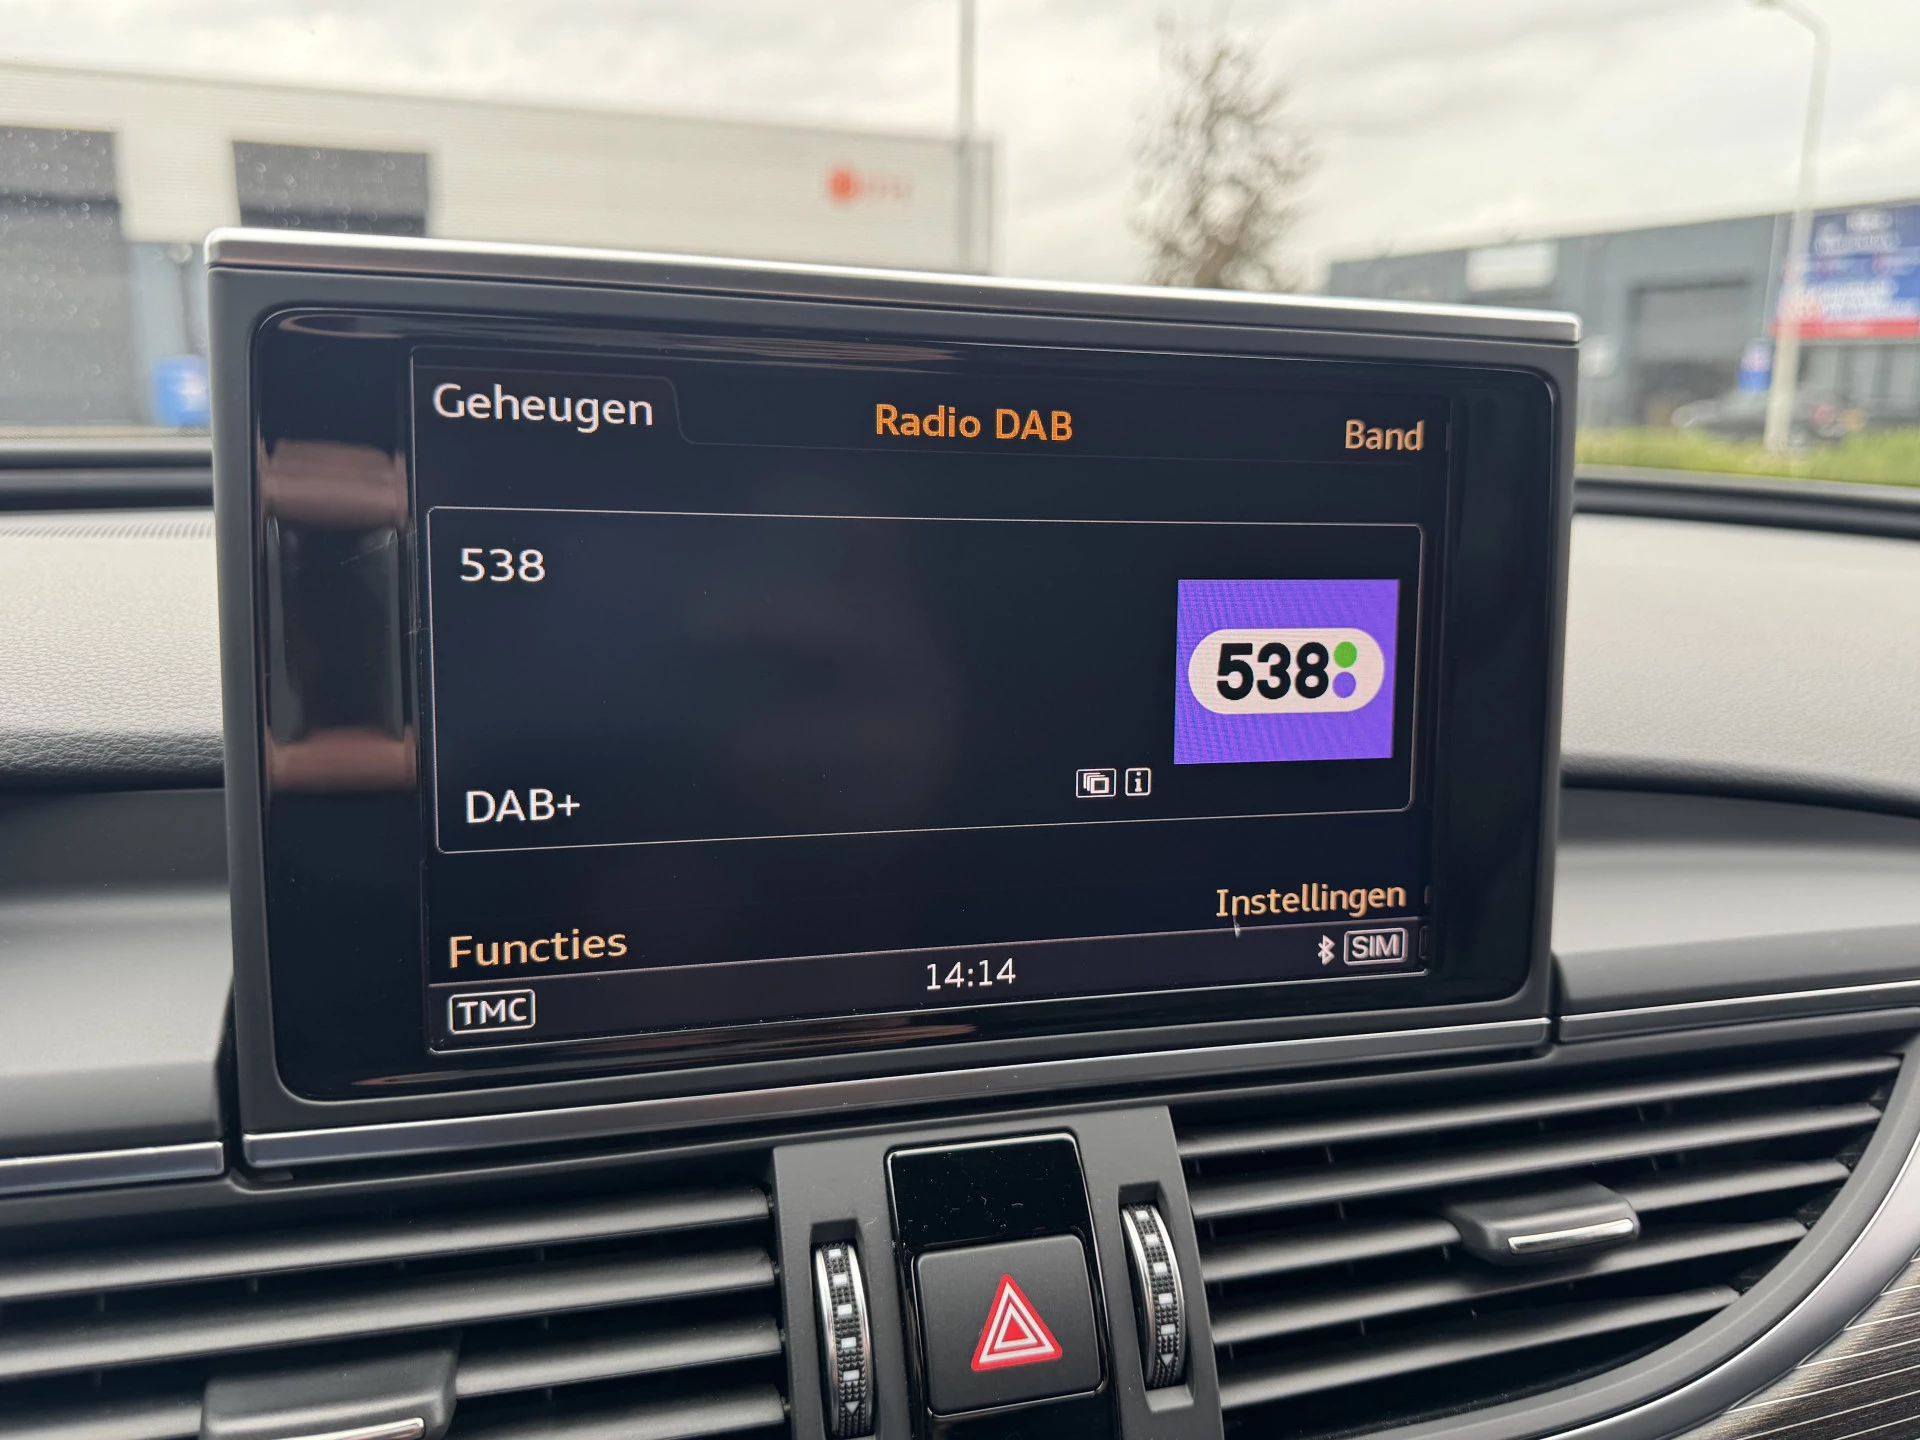 Geheugen
Radio DAB
Band
538
538
DAB+
i
Instellingen
Functies
14:14
SIM
TMC